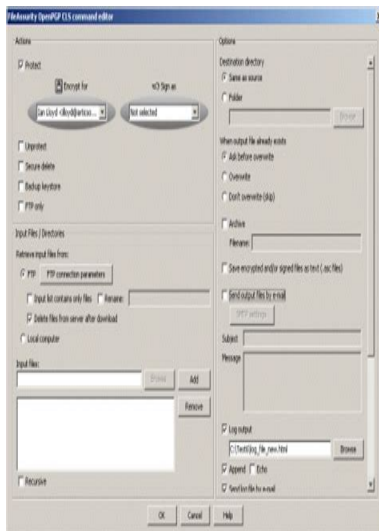 FileAssurity OpenPGP CLS command editor
Actions
Protect
Encrypt for
Sign as
Not selected
Unprotect
Secure delete
Backup keystore
FTP only
Input Files / Directories
Retrieve input files from:
FTP
FTP connection parameters
Input list contains only files
Rename:
Delete files from server after download
Local computer
Input files:
Browse
Add
Remove
Recursive
Options
Destination directory
Same as source
Folder
Browse
When output file already exists
Ask before overwrite
Overwrite
Don't overwrite (skip)
Archive
Filename:
Save encrypted and/or signed files as text (.asc files)
Send output files by e-mail
SMTP settings
Subject
Message
Log output
Browse
Append
Echo
Send log file by e-mail
OK
Cancel
Help